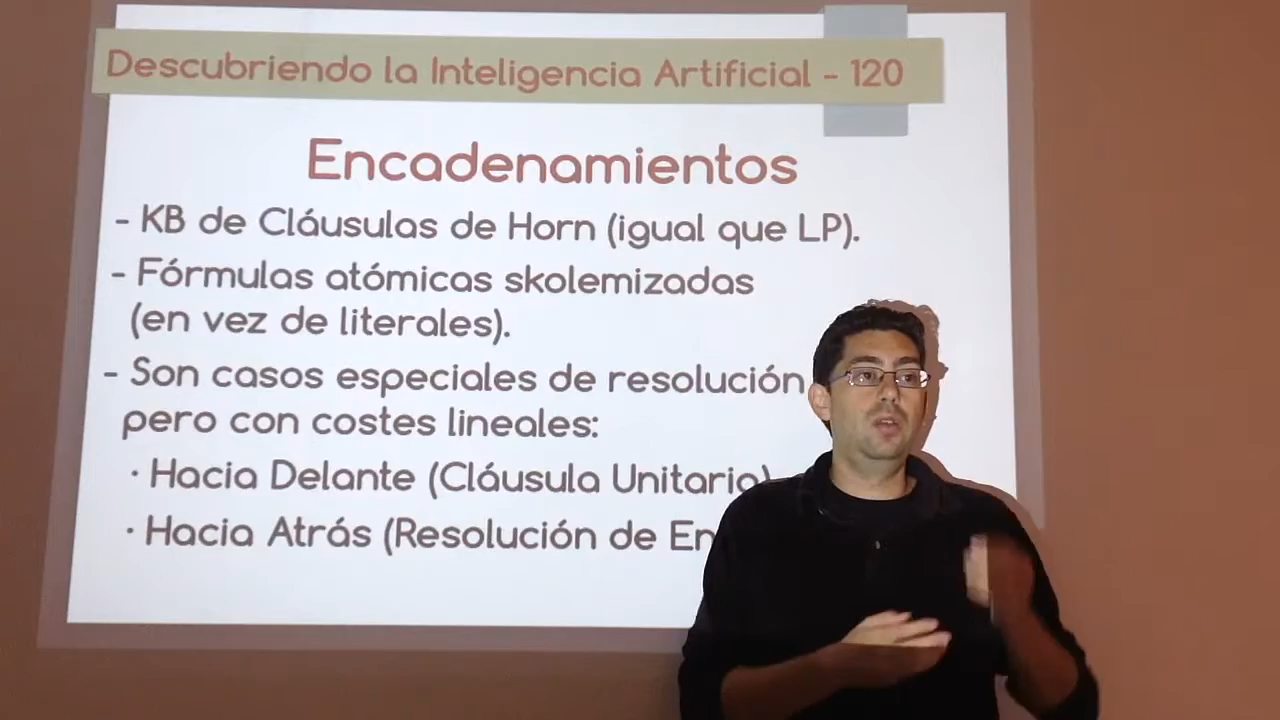 Descubriendo la Inteligencia Artificial - 120
Encadenamientos
- KB de Cláusulas de Horn (igual que LP).
- Fórmulas atómicas skolemizadas
(en vez de literales).
- Son casos especiales de resolución
pero con costes lineales:
· Hacia Delante (Cláusula Unitaria)
· Hacia Atrás (Resolución de